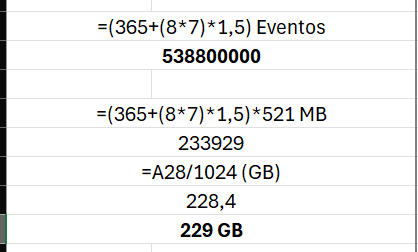 =(365+(8*7)*1,5) Eventos
538800000
=(365+(8*7)*1,5)*521 MB
233929
=A28/1024 (GB)
228,4
229 GB